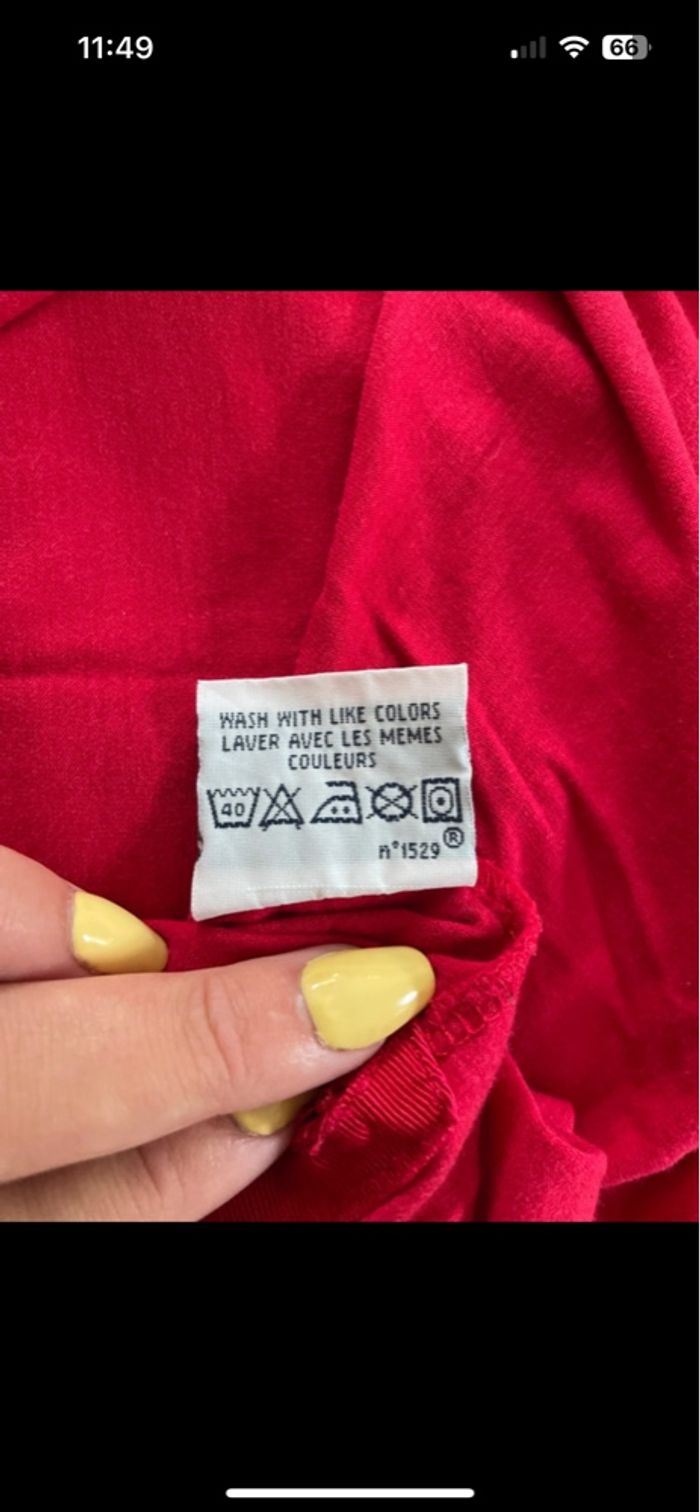 11:49
66
WASH WITH LIKE COLORS
LAVER AVEC LES MEMES
COULEURS
40
n°1529®